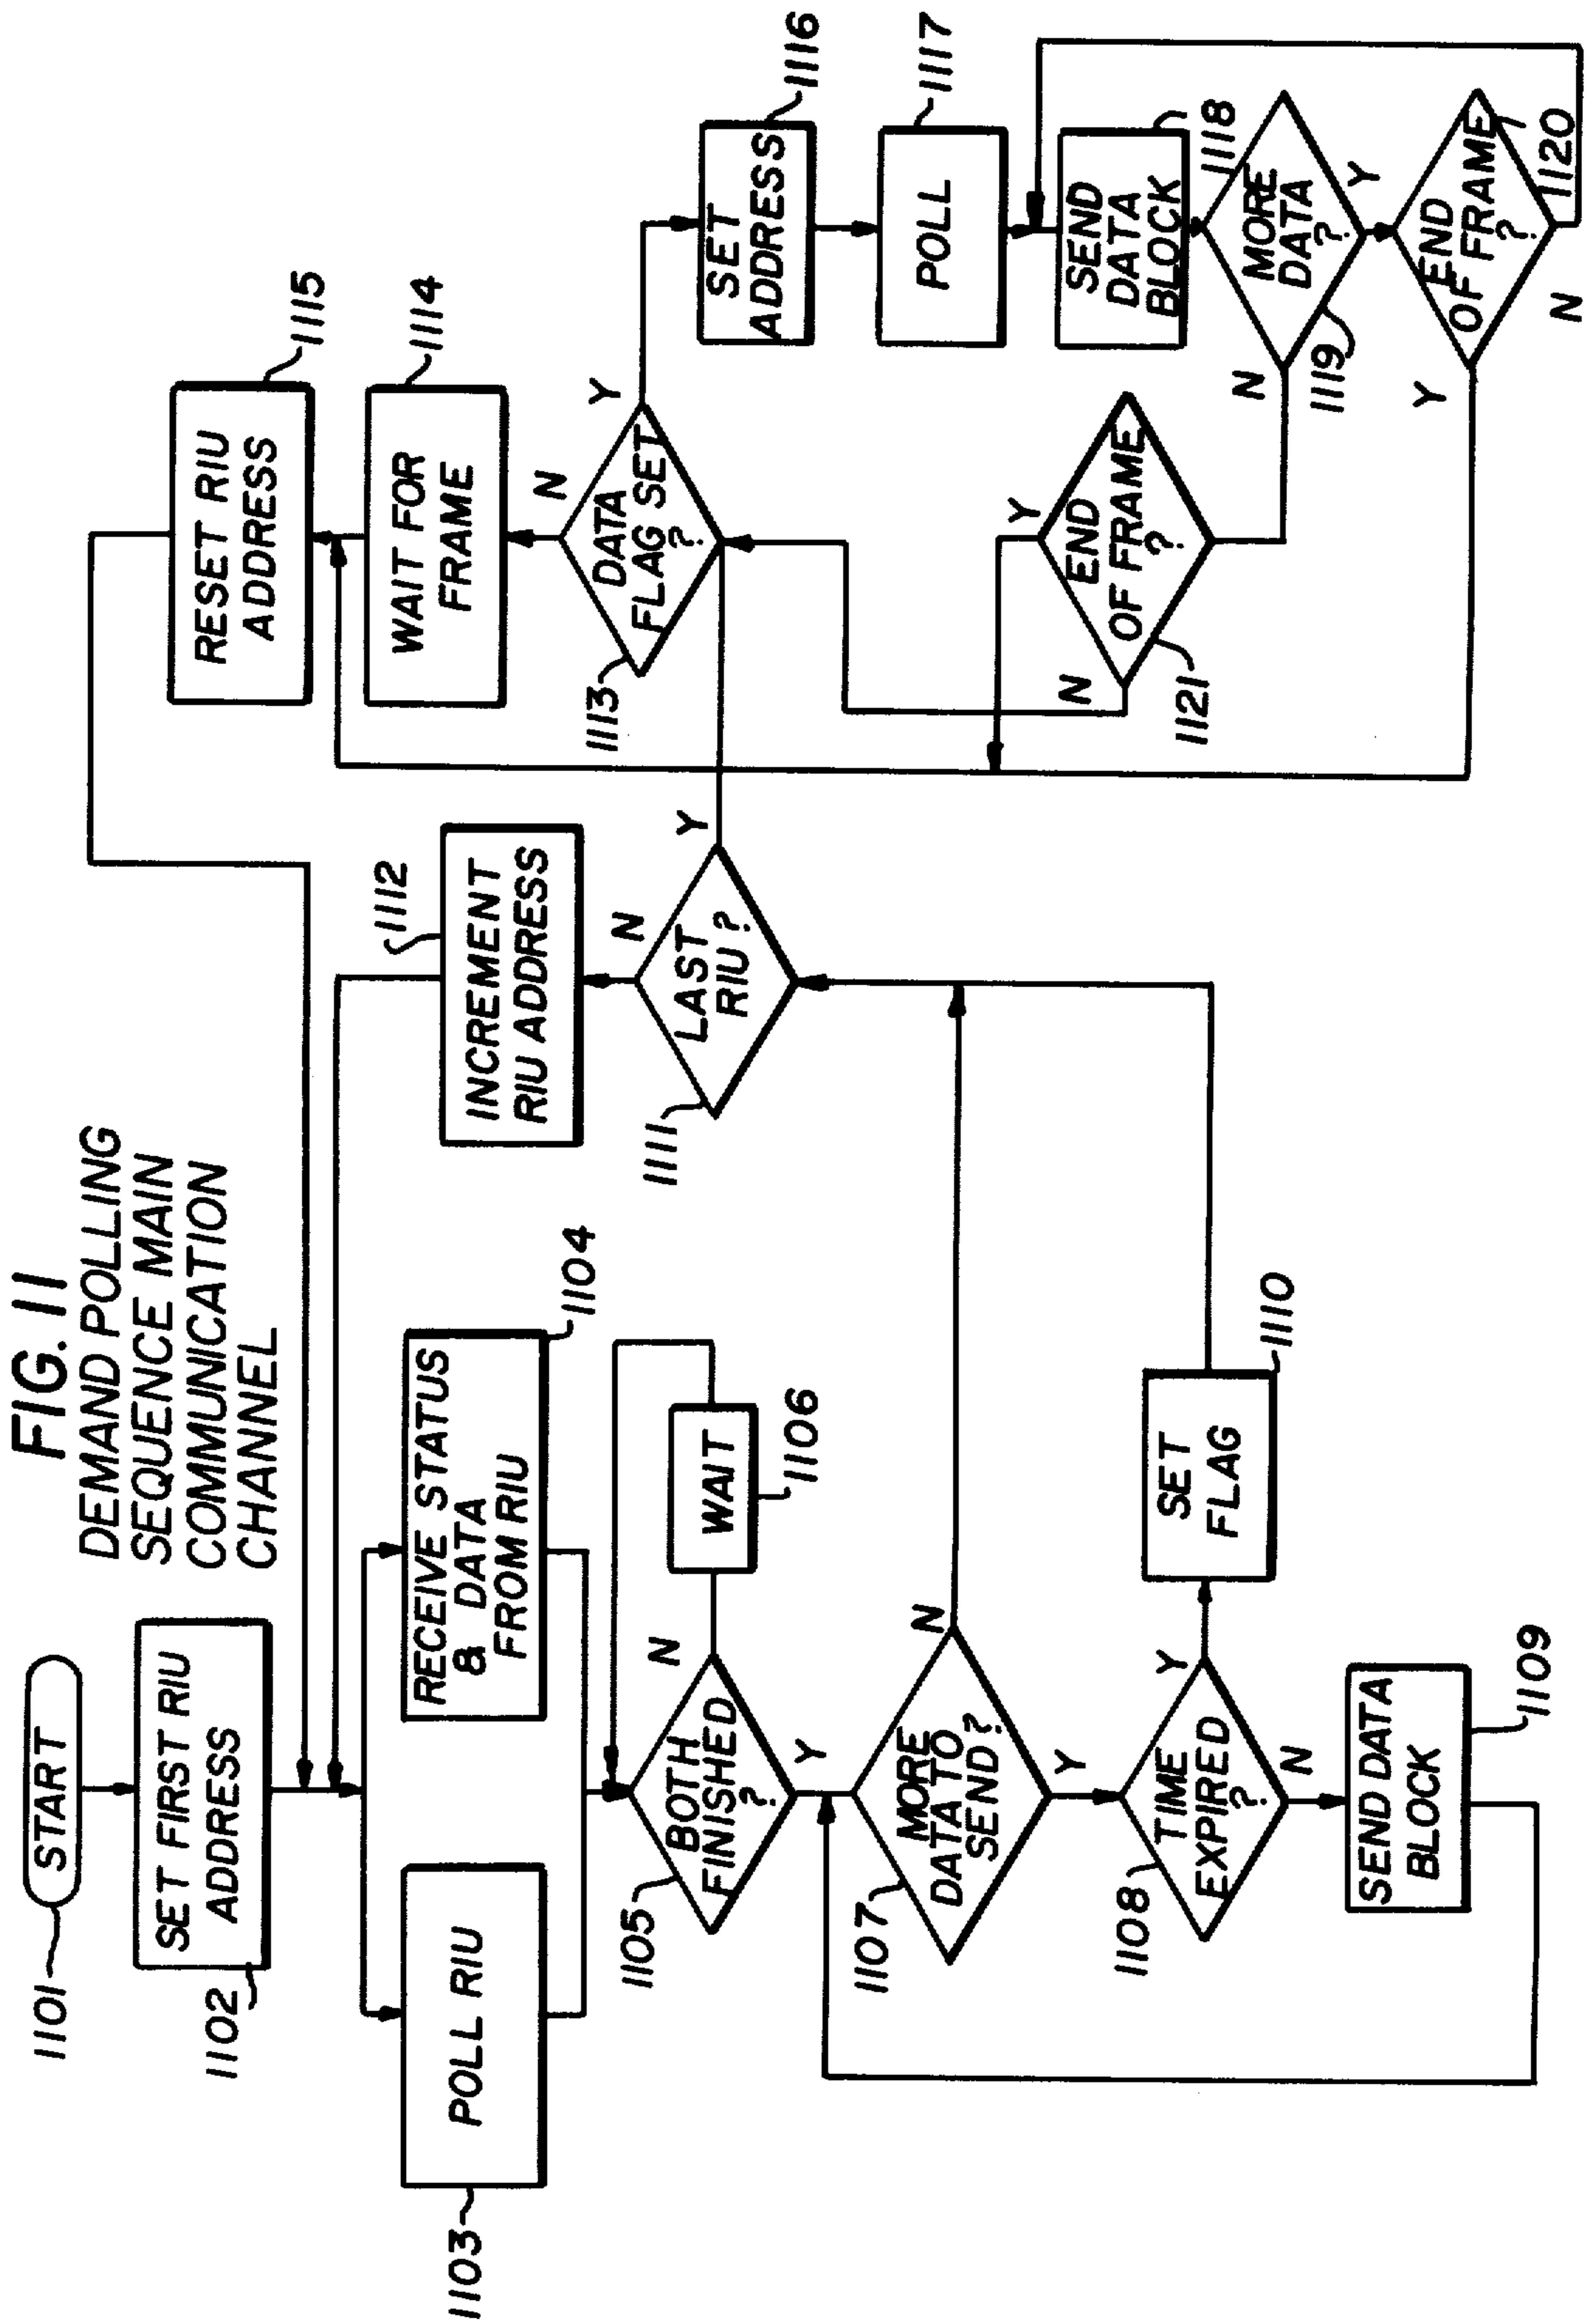 FIG. 11
DEMAND POLLING
SEQUENCE MAIN
COMMUNICATION
CHANNEL
START
1101
SET FIRST RIU
ADDRESS
1102
POLL RIU
1103
RECEIVE STATUS
& DATA
FROM RIU
1104
BOTH
FINISHED
?
1105
N
Y
WAIT
1106
MORE
DATA TO
SEND?
1107
N
Y
TIME
EXPIRED
?
1108
Y
N
SEND DATA
BLOCK
1109
SET
FLAG
1110
LAST
RIU?
1111
N
Y
INCREMENT
RIU ADDRESS
1112
DATA
FLAG SET
?
1113
N
Y
WAIT FOR
FRAME
1114
RESET RIU
ADDRESS
1115
SET
ADDRESS
1116
POLL
1117
SEND
DATA
BLOCK
1118
MORE
DATA
?
1119
N
Y
END
OF FRAME
?
1120
Y
N
END
OF FRAME
?
1121
Y
N